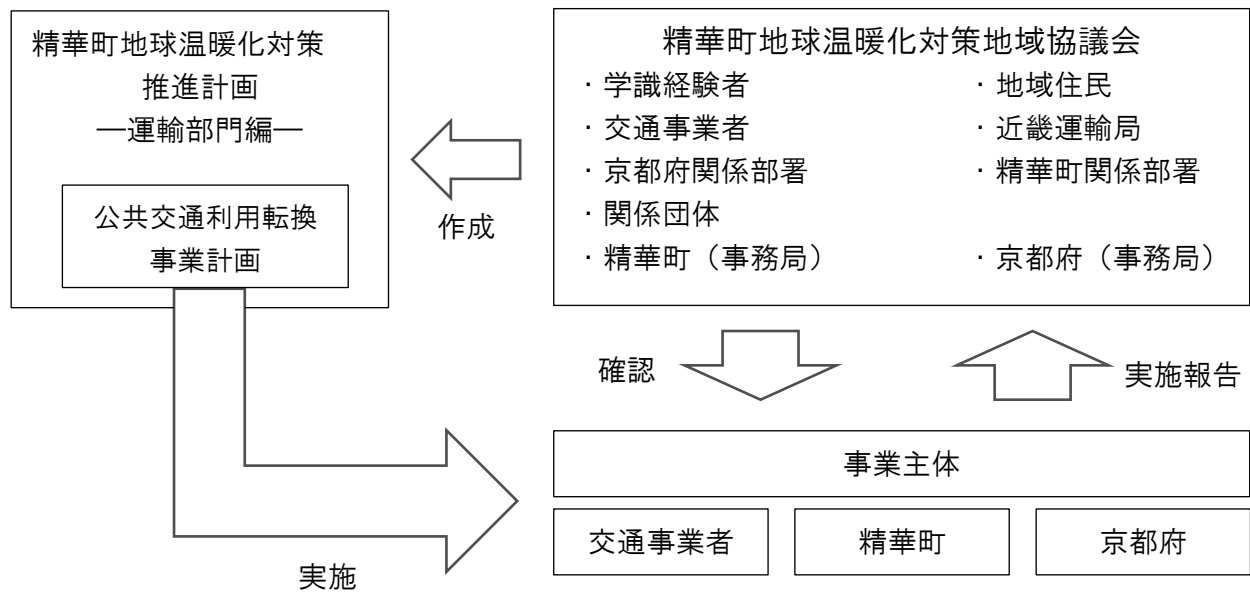 精華町地球温暖化対策
推進計画
―運輸部門編―
公共交通利用転換
事業計画
作成
精華町地球温暖化対策地域協議会
・学識経験者
・地域住民
・交通事業者
・近畿運輸局
・京都府関係部署
・精華町関係部署
・関係団体
・精華町（事務局）
・京都府（事務局）
確認
実施報告
事業主体
交通事業者
精華町
京都府
実施